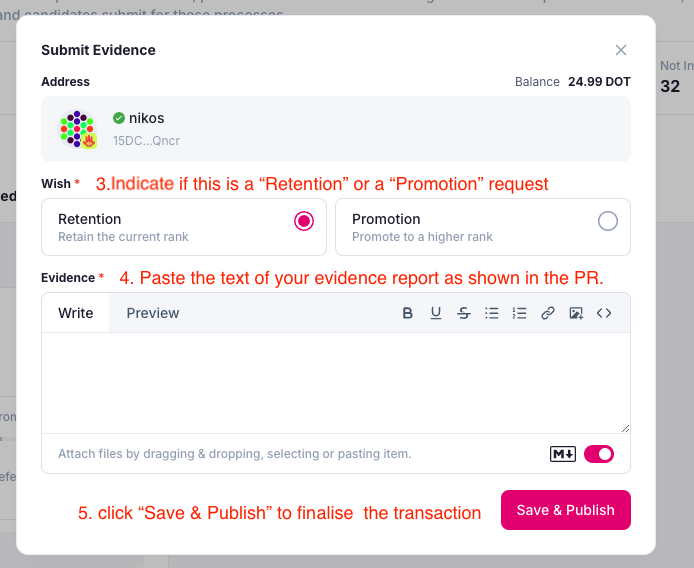 and candidates submit for these processes.
Submit Evidence
Address
Balance 24.99 DOT
Not In
32
nikos
15DC...Qncr
ed
Wish * 3.Indicate if this is a “Retention” or a “Promotion” request
Retention
Retain the current rank
Promotion
Promote to a higher rank
Evidence * 4. Paste the text of your evidence report as shown in the PR.
Write
Preview
B U S
Attach files by dragging & dropping, selecting or pasting item.
M
ron
efe
5. click “Save & Publish” to finalise the transaction
Save & Publish